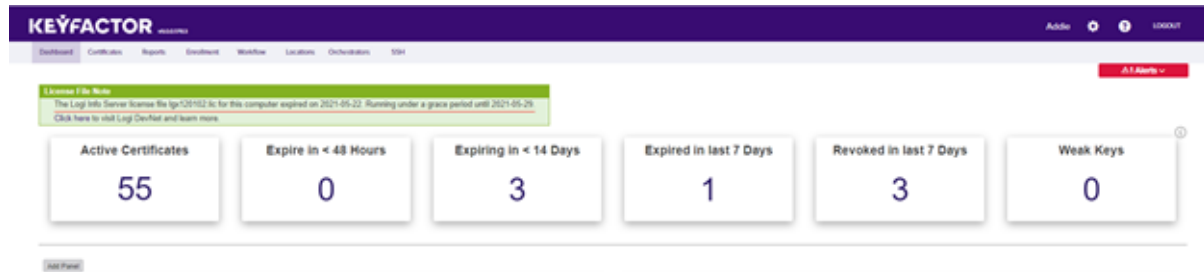 KEYFACTOR
Addie ? LOGOUT
Dashboard Certificates Reports Enrollment Workflow Locations Orchestrators SSH
1 Alerts
License File Note
The Logi Info Server license file lgx120102.lic for this computer expired on 2021-05-22. Running under a grace period until 2021-05-29.
Click here to visit Logi DevNet and learn more.
Active Certificates Expire in < 48 Hours Expiring in < 14 Days Expired in last 7 Days Revoked in last 7 Days Weak Keys
55 0 3 1 3 0
Add Panel